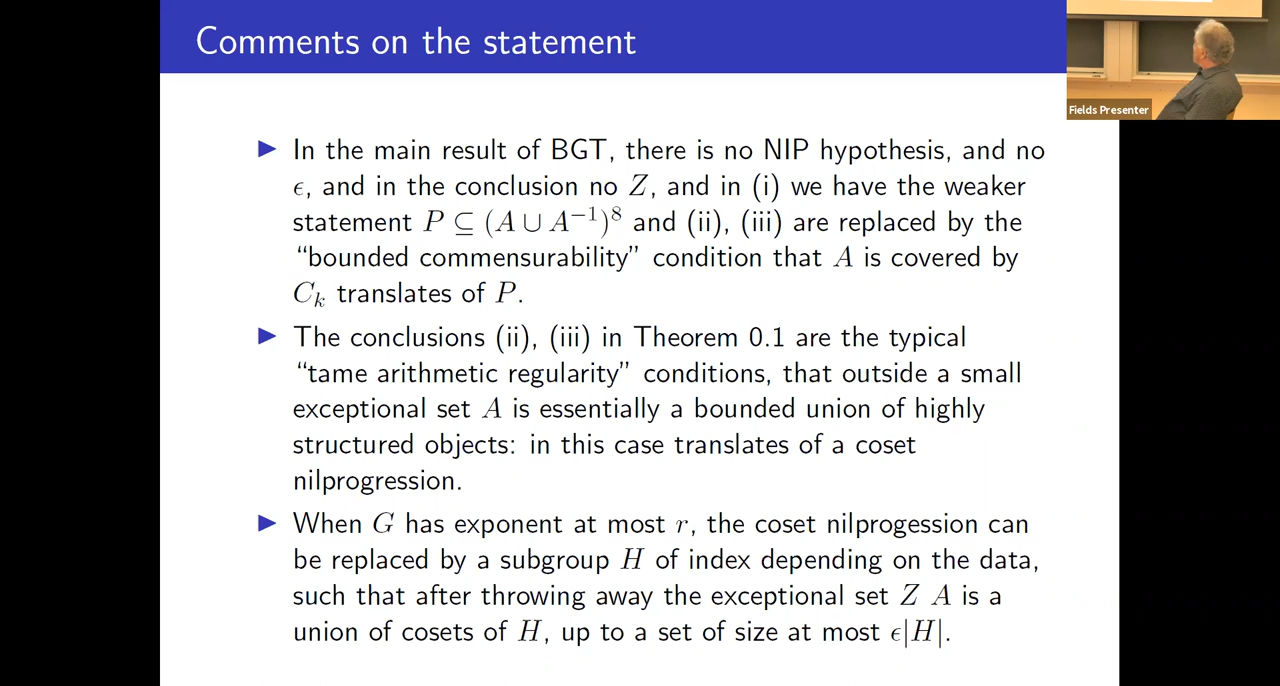 Comments on the statement
Fields Presenter
▶ In the main result of BGT, there is no NIP hypothesis, and no
ϵ, and in the conclusion no Z, and in (i) we have the weaker
statement P ⊆ (A ∪ A⁻¹)⁸ and (ii), (iii) are replaced by the
“bounded commensurability” condition that A is covered by
Cₖ translates of P.
▶ The conclusions (ii), (iii) in Theorem 0.1 are the typical
“tame arithmetic regularity” conditions, that outside a small
exceptional set A is essentially a bounded union of highly
structured objects: in this case translates of a coset
nilprogression.
▶ When G has exponent at most r, the coset nilprogession can
be replaced by a subgroup H of index depending on the data,
such that after throwing away the exceptional set Z A is a
union of cosets of H, up to a set of size at most ϵ|H|.